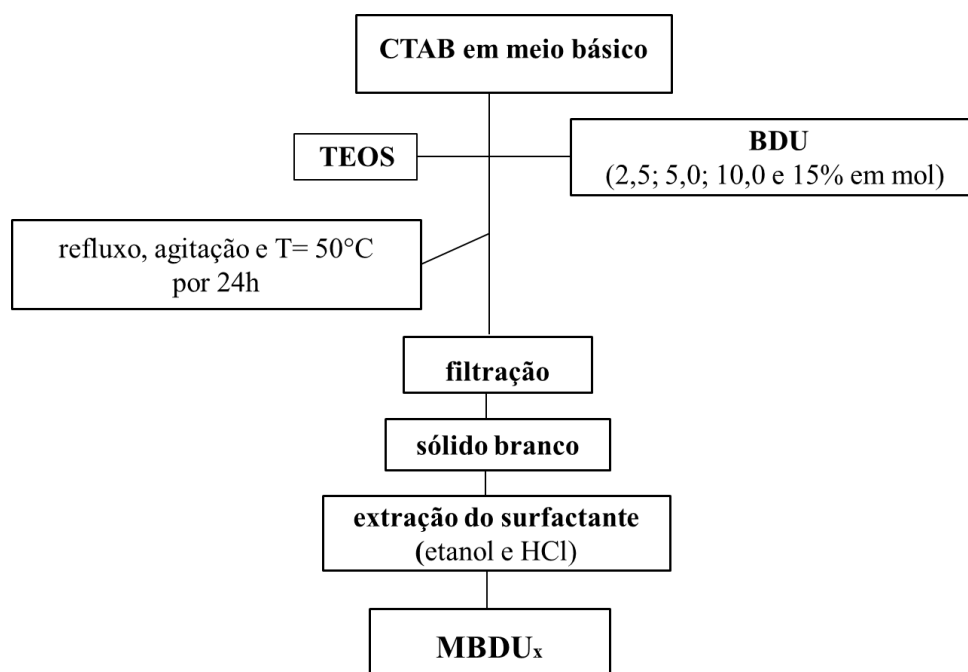 CTAB em meio básico
TEOS
BDU
(2,5; 5,0; 10,0 e 15% em mol)
refluxo, agitação e T= 50°C
por 24h
filtração
sólido branco
extração do surfactante
(etanol e HCl)
MBDUx